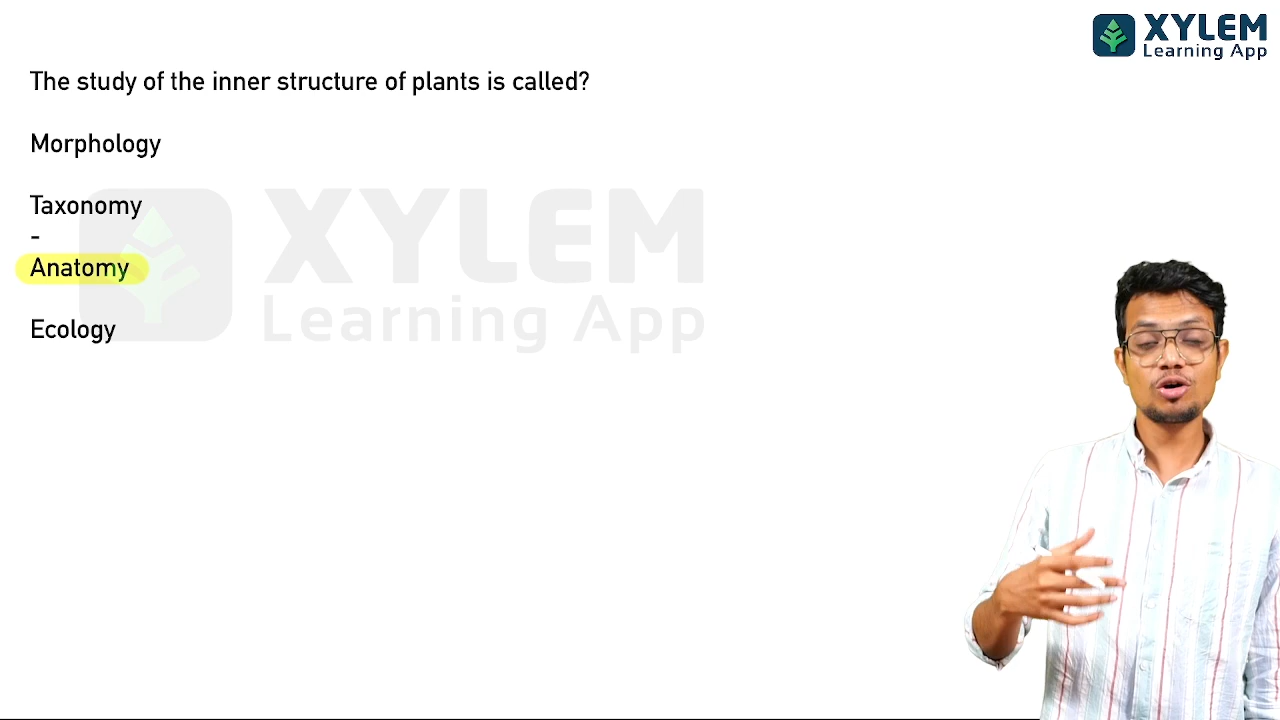 XYLEM
Learning App
The study of the inner structure of plants is called?
Morphology
Taxonomy
-
Anatomy
Ecology
XYLEM
Learning App